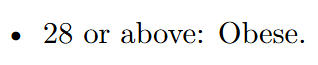 • 28 or above: Obese.